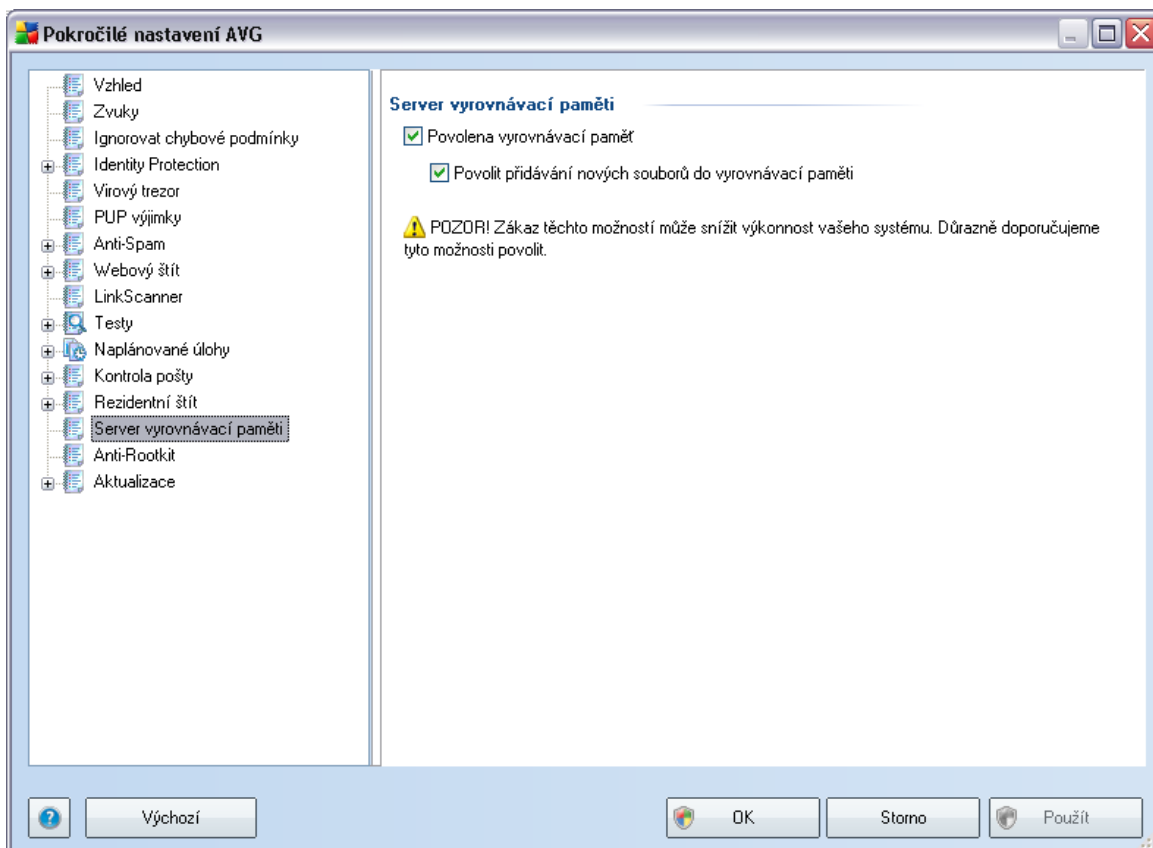 Pokročilé nastavení AVG
Vzhled
Zvuky
Ignorovat chybové podmínky
Identity Protection
Virový trezor
PUP výjimky
Anti-Spam
Webový štít
LinkScanner
Testy
Naplánované úlohy
Kontrola pošty
Rezidentní štít
Server vyrovnávací paměti
Anti-Rootkit
Aktualizace
Server vyrovnávací paměti
Povolena vyrovnávací paměť
Povolit přidávání nových souborů do vyrovnávací paměti
POZOR! Zákaz těchto možností může snížit výkonnost vašeho systému. Důrazně doporučujeme
tyto možnosti povolit.
Výchozí
OK
Storno
Použít